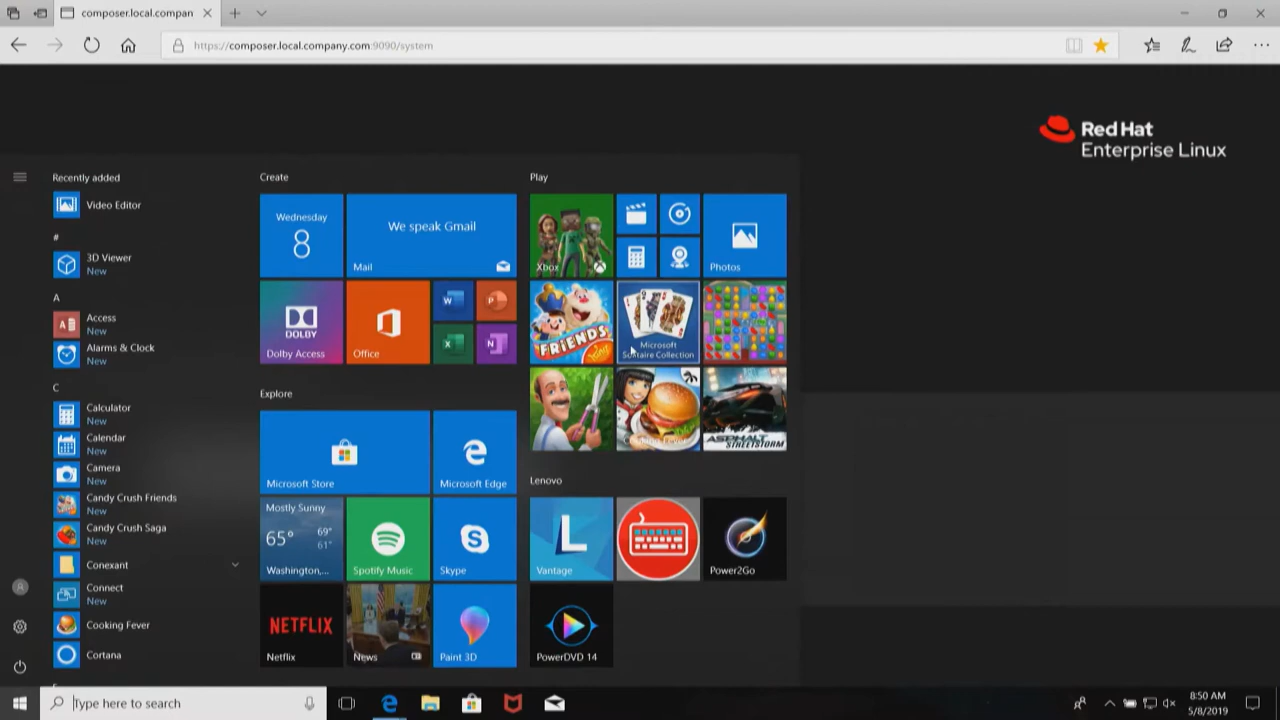 composer.local.compan
https://composer.local.company.com:9090/system
Red Hat
Enterprise Linux
Recently added
Video Editor
#
3D Viewer
New
A
Access
New
Alarms & Clock
New
C
Calculator
New
Calendar
New
Camera
New
Candy Crush Friends
New
Candy Crush Saga
New
Conexant
Connect
New
Cooking Fever
Cortana
Create
Wednesday
8
We speak Gmail
Mail
DOLBY
Dolby Access
Office
Explore
Microsoft Store
Microsoft Edge
Mostly Sunny
65°
69°
61°
Washington,...
Spotify Music
Skype
NETFLIX
Netflix
News
Paint 3D
Play
Xbox
Photos
FRIENDS
Microsoft
Solitaire Collection
Cooking Fever
ASPHALT
STREETSTORM
Lenovo
L
Vantage
Power2Go
PowerDVD 14
Type here to search
8:50 AM
5/8/2019